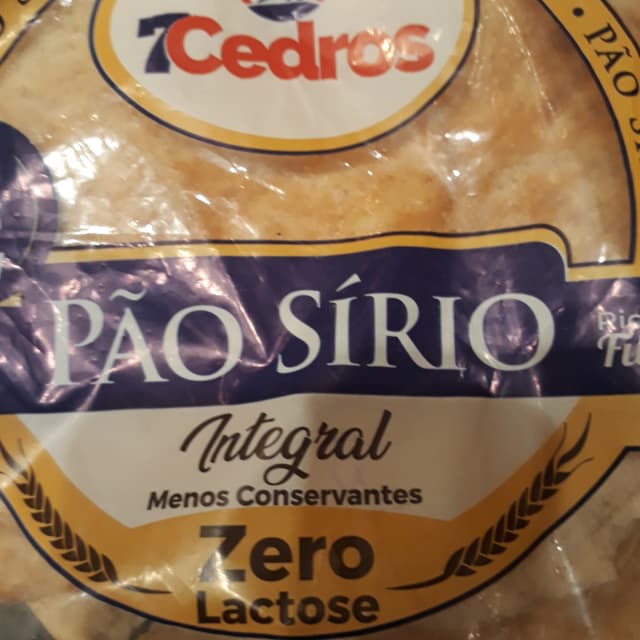 7Cedros
PÃO SÍRIO
Integral
Menos Conservantes
Zero
Lactose